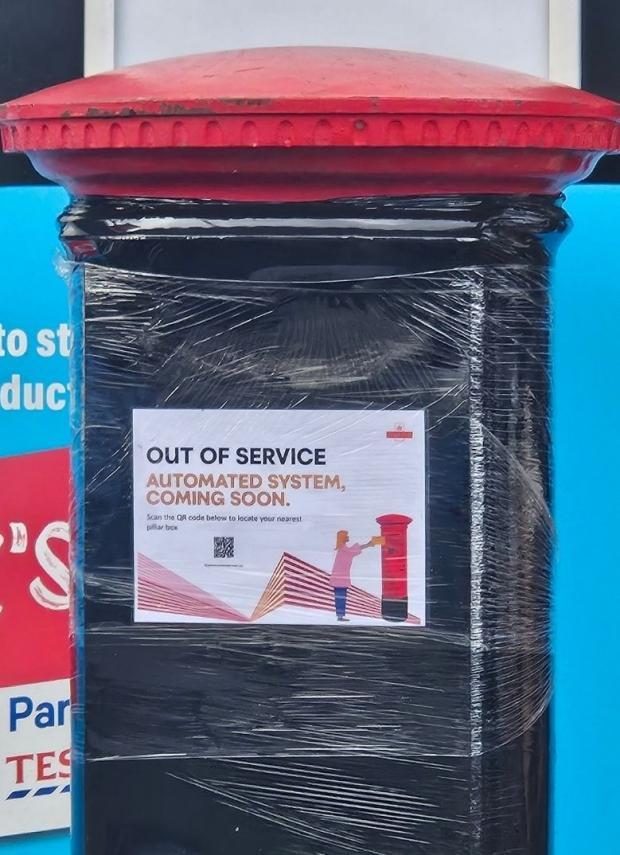 to st
duct
's
Par
TES
OUT OF SERVICE
AUTOMATED SYSTEM,
COMING SOON.
Scan the QR code below to locate your nearest
pillar box